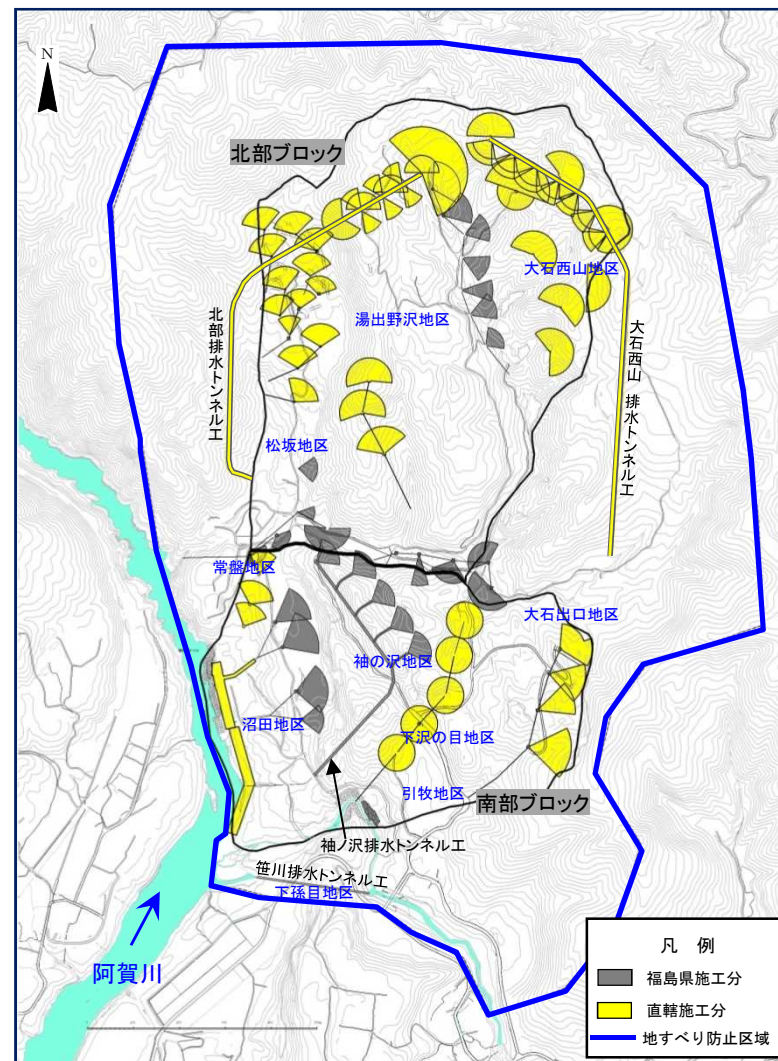 N
北部ブロック
大石西山地区
湯出野沢地区
北部排水トンネル工
大石西山 排水トンネル工
松坂地区
常盤地区
大石出口地区
袖の沢地区
沼田地区
下沢の目地区
引牧地区
南部ブロック
袖ノ沢排水トンネル工
笹川排水トンネル工
下孫目地区
阿賀川
凡 例
福島県施工分
直轄施工分
地すべり防止区域